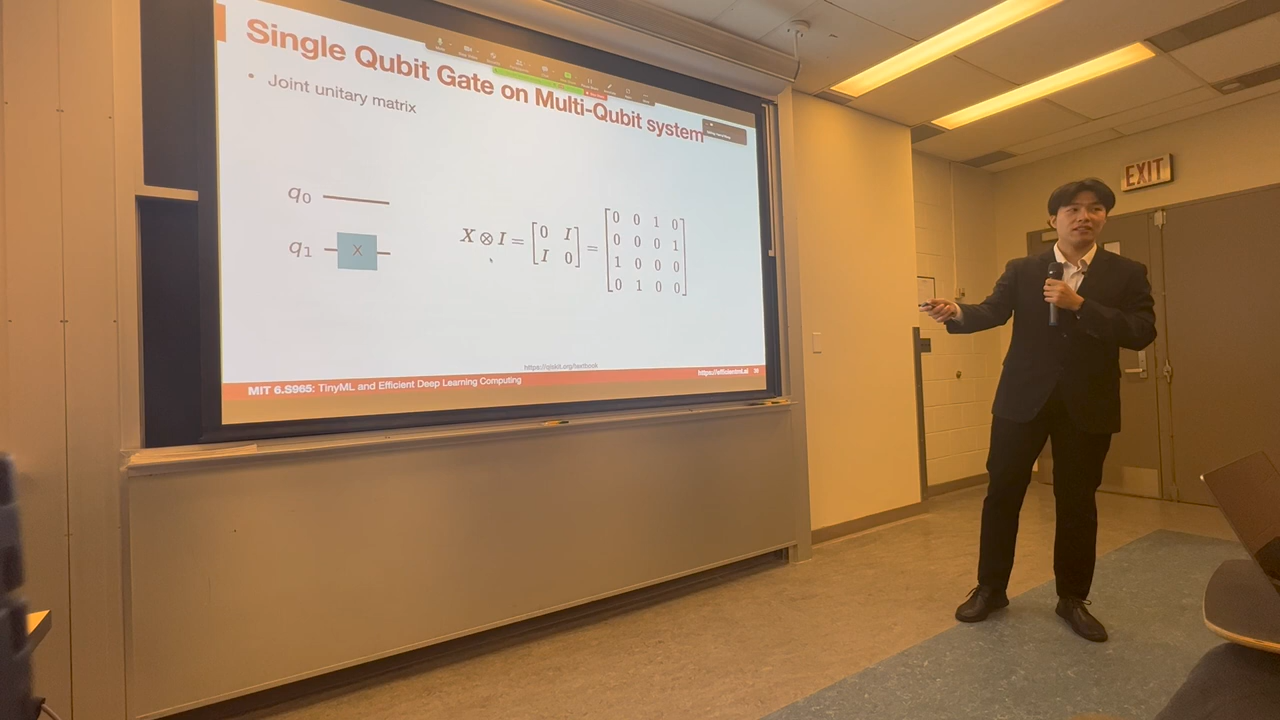 Single Qubit Gate on Multi-Qubit system
• Joint unitary matrix
q₀
q₁ X
X ⊗ I = [0 I; I 0] = [0 0 1 0; 0 0 0 1; 1 0 0 0; 0 1 0 0]
https://qiskit.org/textbook
MIT 6.S965: TinyML and Efficient Deep Learning Computing
https://efficientml.ai
EXIT